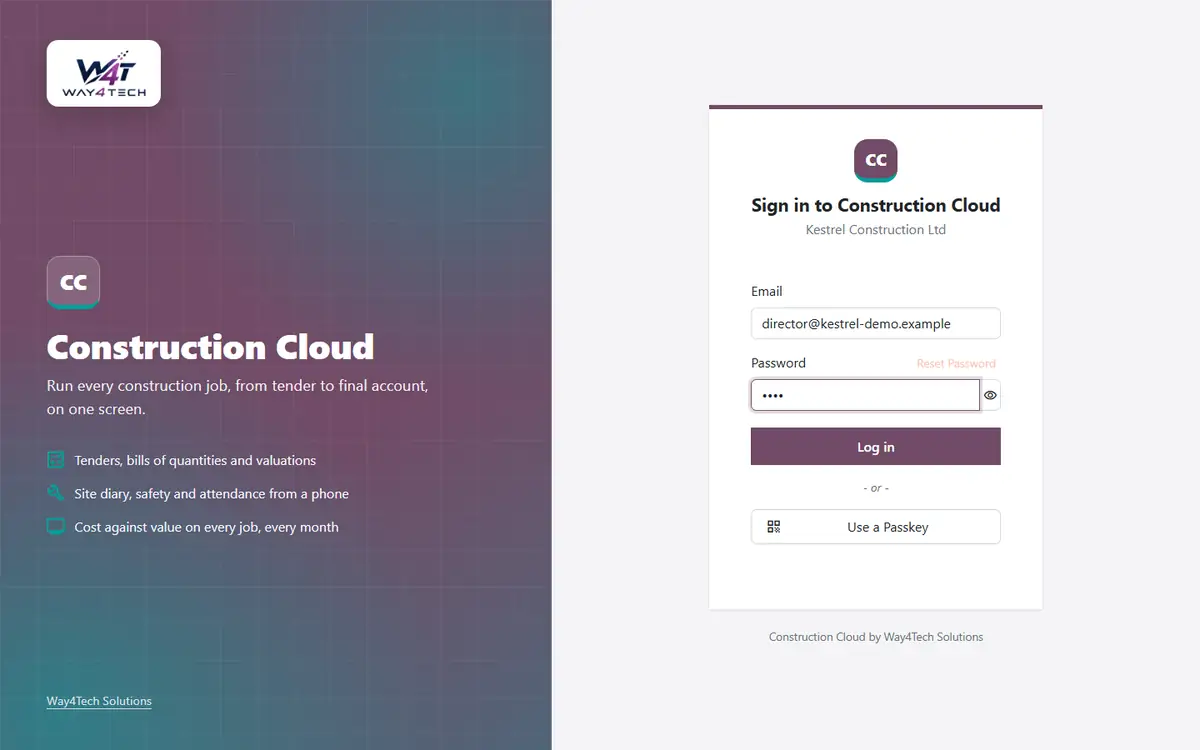 W4T
WAY4TECH
CC
Construction Cloud
Run every construction job, from tender to final account,
on one screen.
Tenders, bills of quantities and valuations
Site diary, safety and attendance from a phone
Cost against value on every job, every month
Way4Tech Solutions
CC
Sign in to Construction Cloud
Kestrel Construction Ltd
Email
director@kestrel-demo.example
Password
Reset Password
••••
Log in
- or -
Use a Passkey
Construction Cloud by Way4Tech Solutions